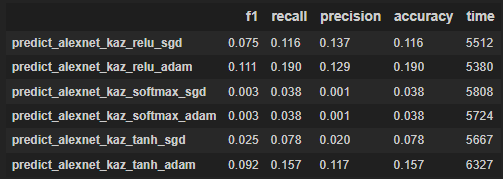 f1 recall precision accuracy time
predict_alexnet_kaz_relu_sgd 0.075 0.116 0.137 0.116 5512
predict_alexnet_kaz_relu_adam 0.111 0.190 0.129 0.190 5380
predict_alexnet_kaz_softmax_sgd 0.003 0.038 0.001 0.038 5808
predict_alexnet_kaz_softmax_adam 0.003 0.038 0.001 0.038 5724
predict_alexnet_kaz_tanh_sgd 0.025 0.078 0.020 0.078 5667
predict_alexnet_kaz_tanh_adam 0.092 0.157 0.117 0.157 6327